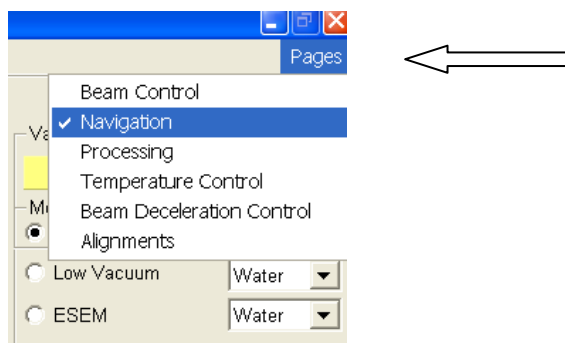 Pages
Beam Control
Navigation
Processing
Temperature Control
Beam Deceleration Control
Alignments
Low Vacuum Water
ESEM Water